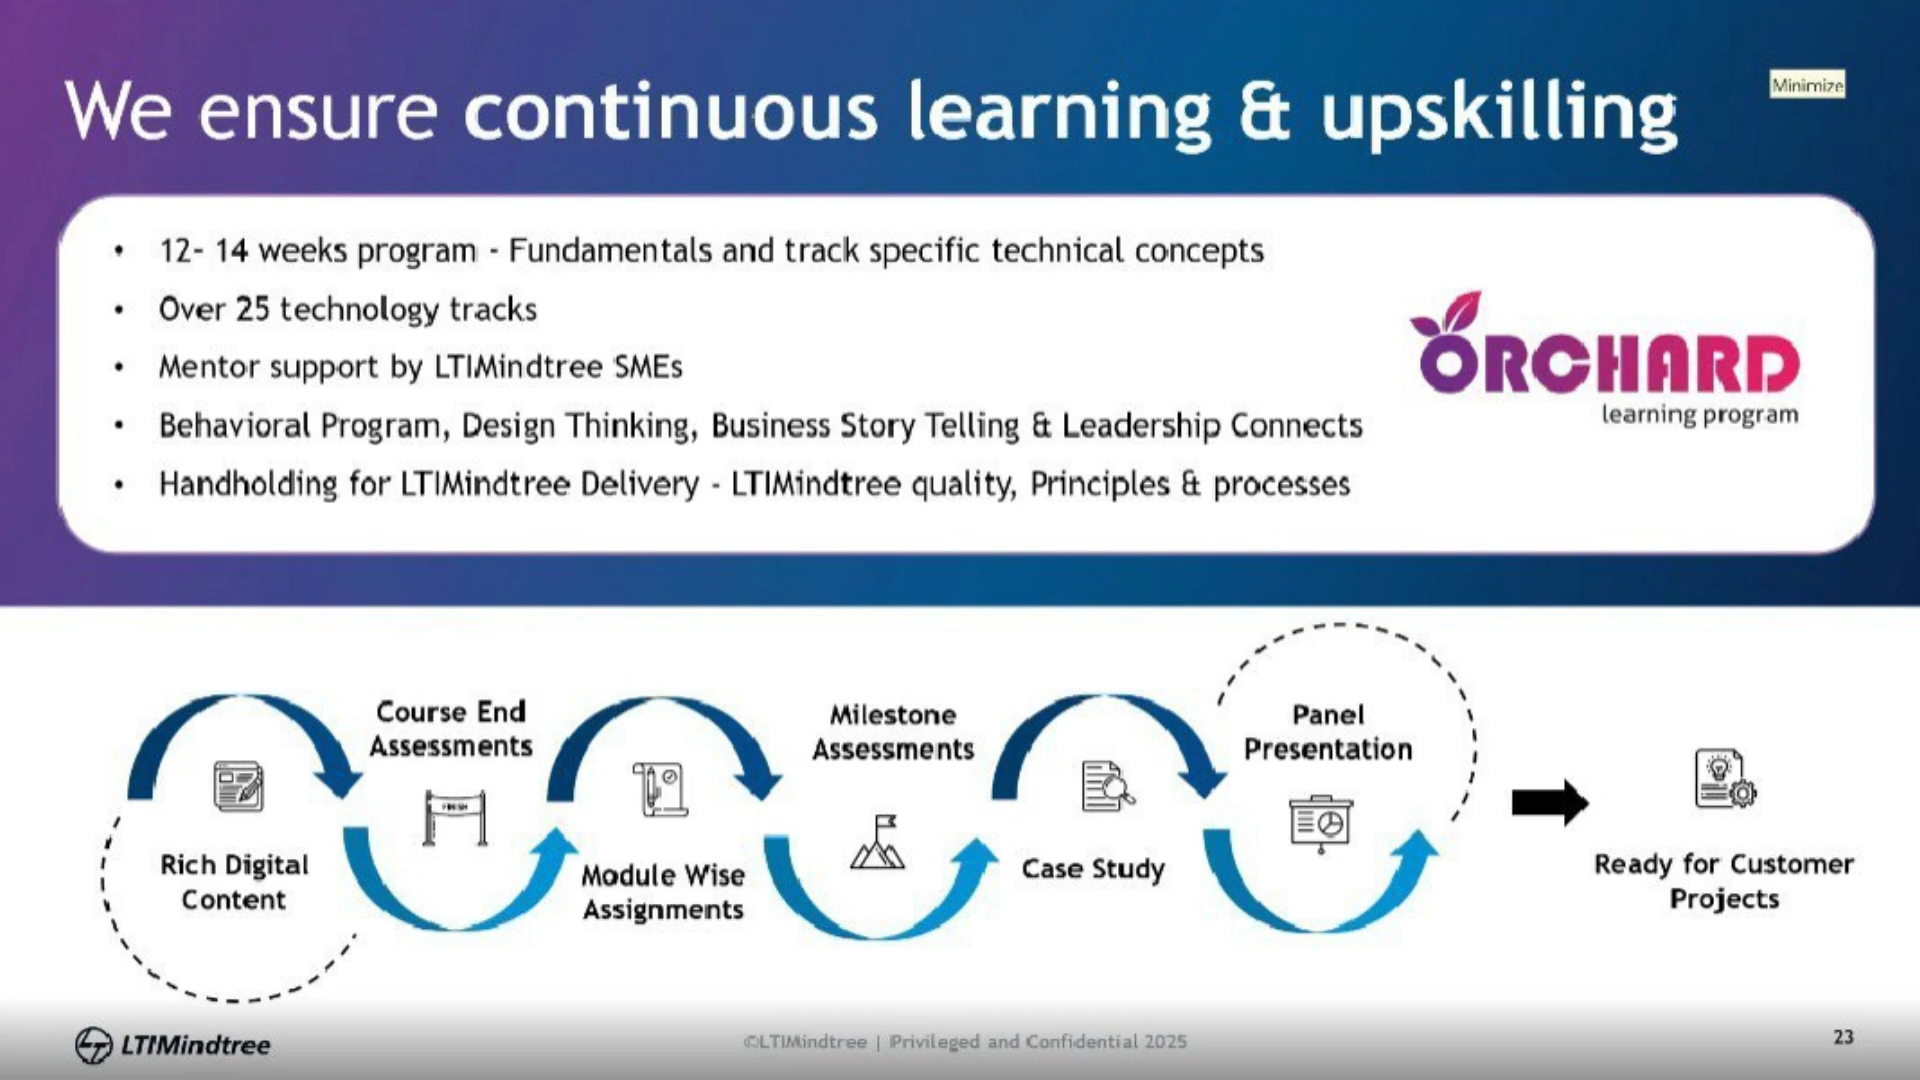 We ensure continuous learning & upskilling
Minimize
• 12- 14 weeks program - Fundamentals and track specific technical concepts
• Over 25 technology tracks
• Mentor support by LTIMindtree SMEs
• Behavioral Program, Design Thinking, Business Story Telling & Leadership Connects
• Handholding for LTIMindtree Delivery - LTIMindtree quality, Principles & processes
ORCHARD
learning program
Rich Digital
Content
Course End
Assessments
FINISH
Module Wise
Assignments
Milestone
Assessments
Case Study
Panel
Presentation
Ready for Customer
Projects
LTIMindtree
©LTIMindtree | Privileged and Confidential 2025
23